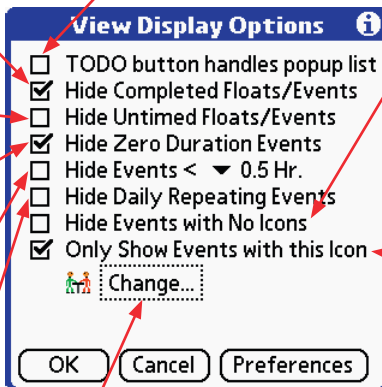 View Display Options
TODO button handles popup list
Hide Completed Floats/Events
Hide Untimed Floats/Events
Hide Zero Duration Events
Hide Events < 0.5 Hr.
Hide Daily Repeating Events
Hide Events with No Icons
Only Show Events with this Icon
Change...
OK Cancel Preferences